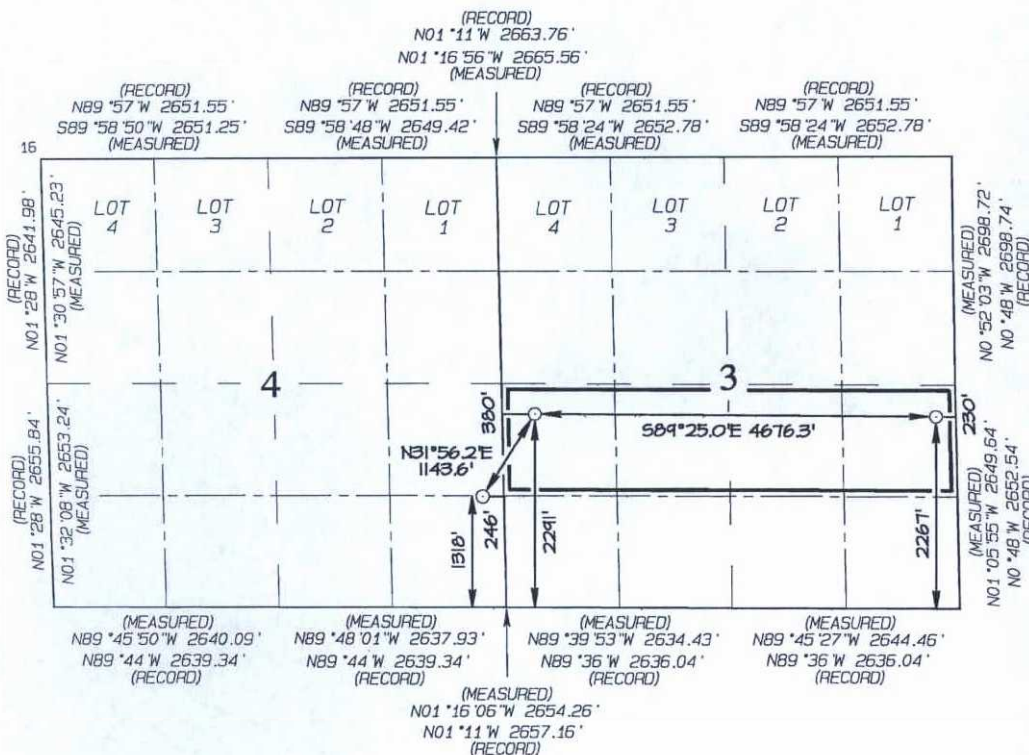 (RECORD)
N01°11'W 2663.76'
N01°16'56"W 2665.56'
(MEASURED)
(RECORD)
N89°57'W 2651.55'
S89°58'50"W 2651.25'
(MEASURED)
(RECORD)
N89°57'W 2651.55'
S89°58'48"W 2649.42'
(MEASURED)
(RECORD)
N89°57'W 2651.55'
S89°58'24"W 2652.78'
(MEASURED)
(RECORD)
N89°57'W 2651.55'
S89°58'24"W 2652.78'
(MEASURED)
16
LOT
4
LOT
3
LOT
2
LOT
1
LOT
4
LOT
3
LOT
2
LOT
1
(RECORD)
N01°28'W 2641.98'
N01°30'57"W 2645.23'
(MEASURED)
(MEASURED)
N0°52'03"W 2698.72'
N0°48'W 2698.74'
(RECORD)
4
3
380'
S89°25.0'E 4676.3'
230'
N31°56.2'E
1143.6'
1318'
246'
2291'
2267'
(RECORD)
N01°28'W 2655.84'
N01°32'08"W 2653.24'
(MEASURED)
(MEASURED)
N01°05'55"W 2649.64'
N0°48'W 2652.54'
(RECORD)
(MEASURED)
N89°45'50"W 2640.09'
N89°44'W 2639.34'
(RECORD)
(MEASURED)
N89°48'01"W 2637.93'
N89°44'W 2639.34'
(RECORD)
(MEASURED)
N89°39'53"W 2634.43'
N89°36'W 2636.04'
(RECORD)
(MEASURED)
N89°45'27"W 2644.46'
N89°36'W 2636.04'
(RECORD)
(MEASURED)
N01°16'06"W 2654.26'
N01°11'W 2657.16'
(RECORD)